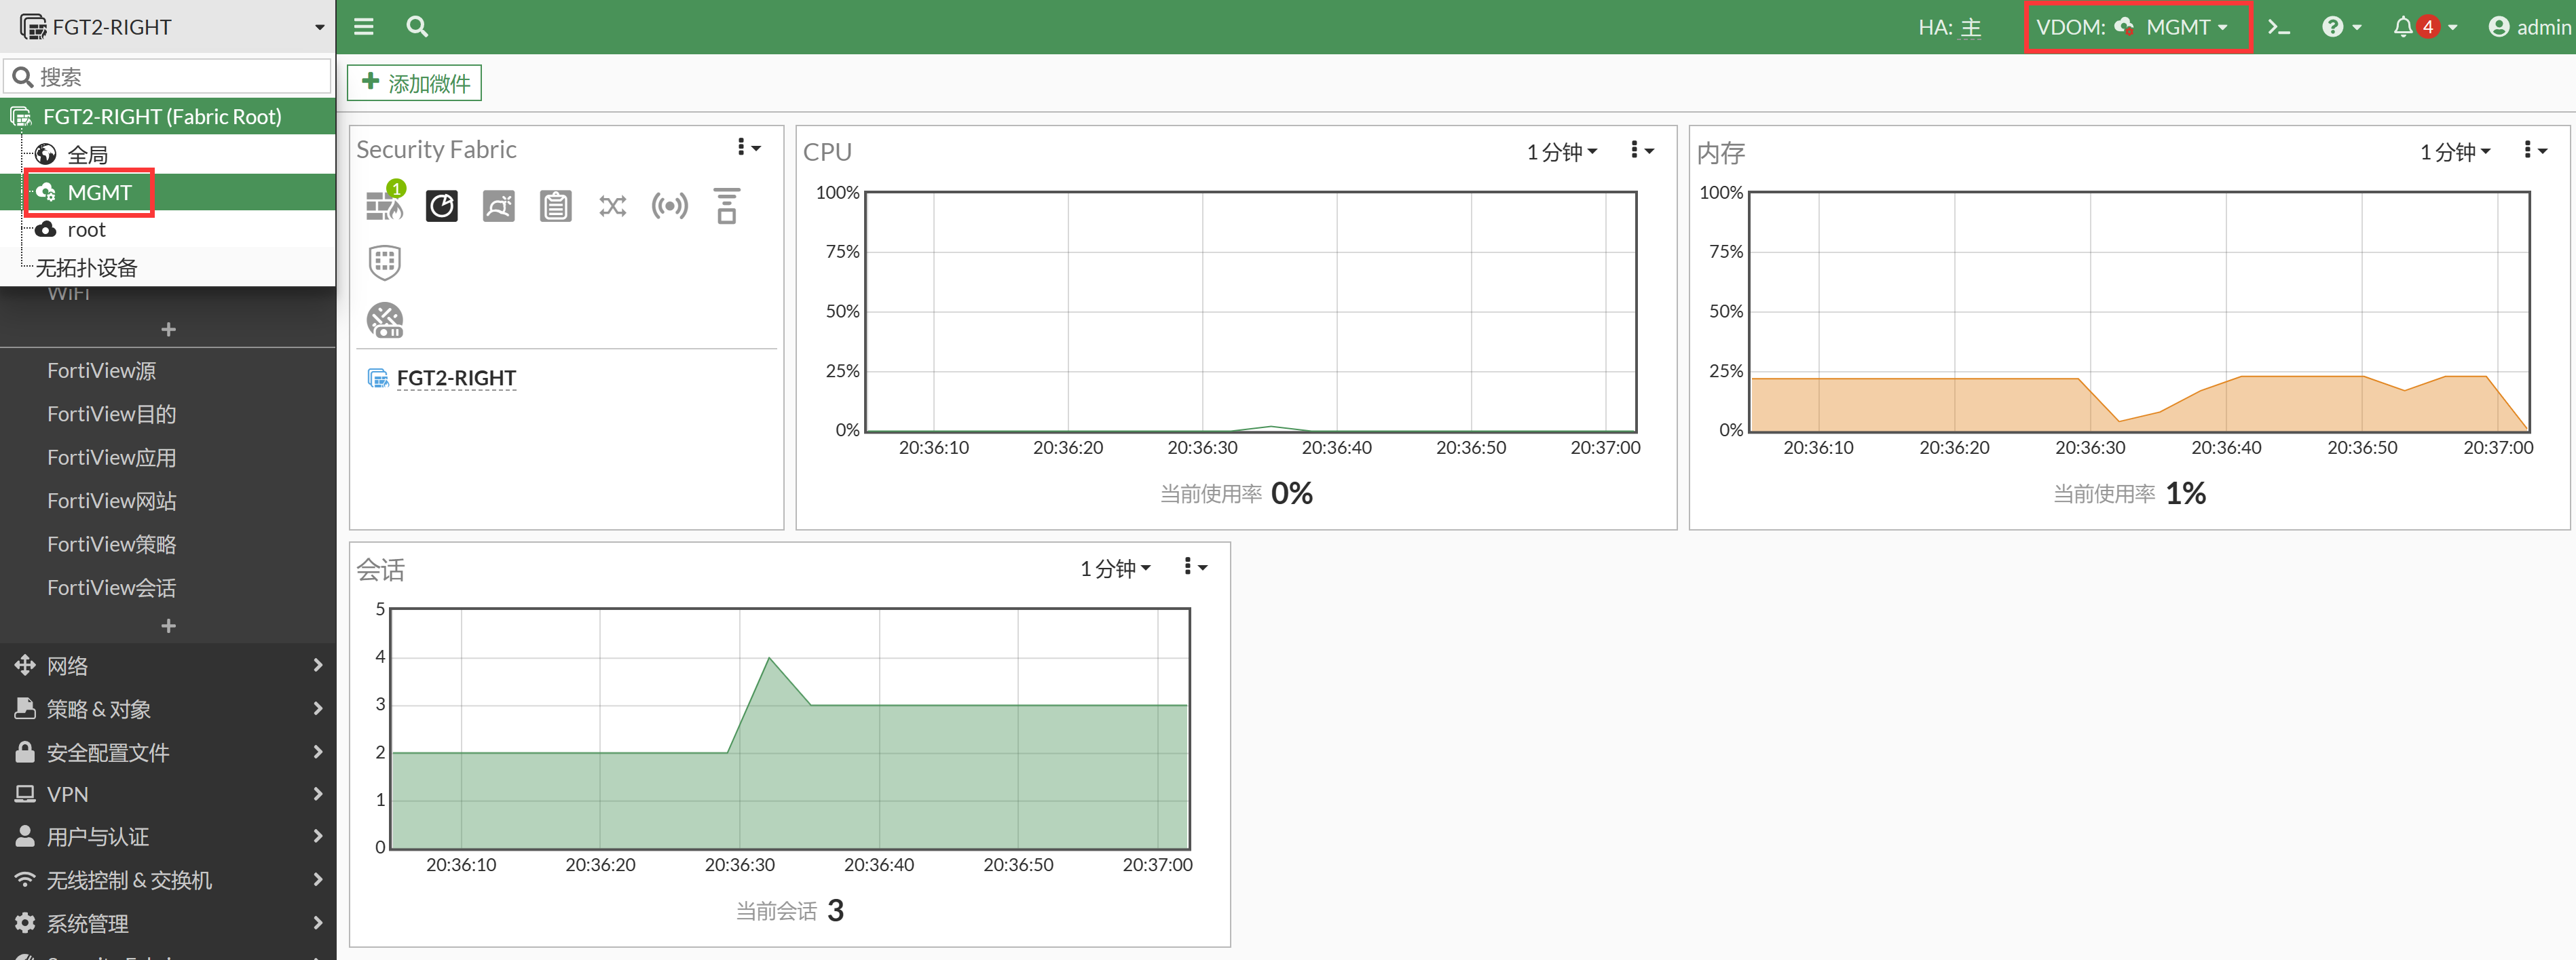 FGT2-RIGHT
HA: 主
VDOM: MGMT
4
admin
搜索
添加微件
FGT2-RIGHT (Fabric Root)
全局
MGMT
root
无拓扑设备
WiFi
FortiView源
FortiView目的
FortiView应用
FortiView网站
FortiView策略
FortiView会话
网络
策略 & 对象
安全配置文件
VPN
用户与认证
无线控制 & 交换机
系统管理
Security Fabric
1
FGT2-RIGHT
CPU
1 分钟
100%
75%
50%
25%
0%
20:36:10 20:36:20 20:36:30 20:36:40 20:36:50 20:37:00
当前使用率 0%
内存
1 分钟
100%
75%
50%
25%
0%
20:36:10 20:36:20 20:36:30 20:36:40 20:36:50 20:37:00
当前使用率 1%
会话
1 分钟
5
4
3
2
1
0
20:36:10 20:36:20 20:36:30 20:36:40 20:36:50 20:37:00
当前会话 3